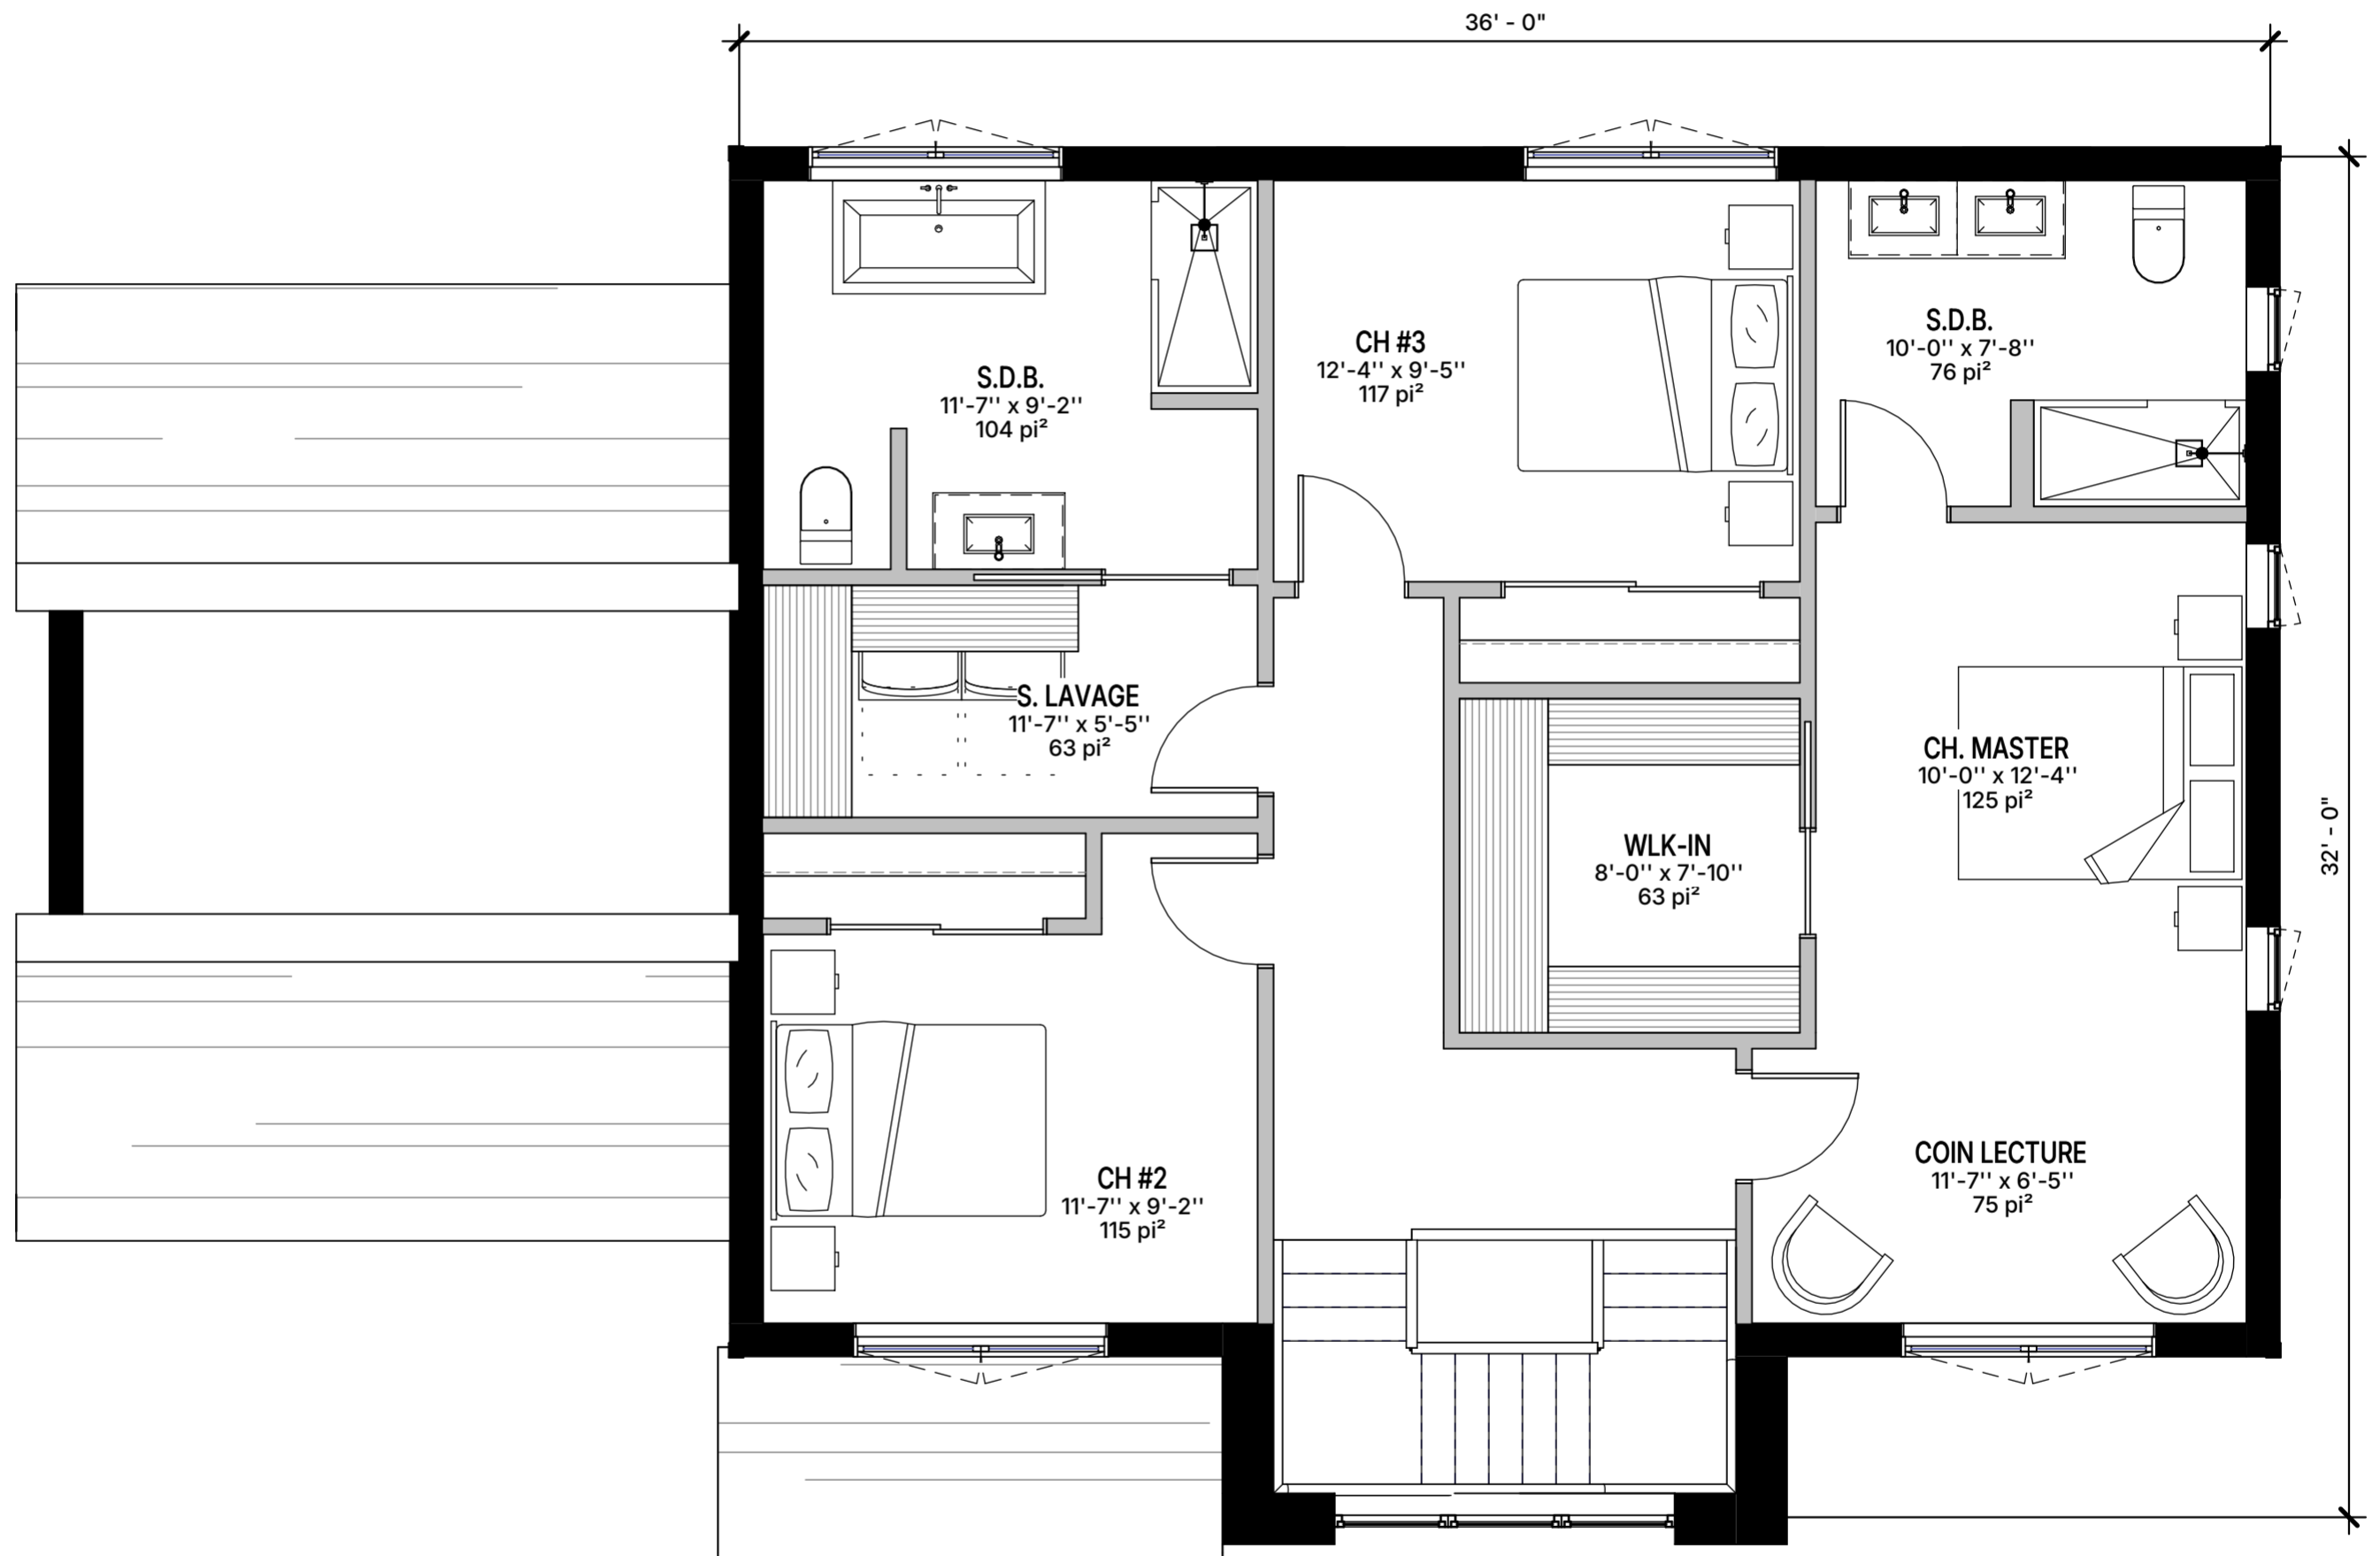 36' - 0"
S.D.B.
11'-7'' x 9'-2''
104 pi²
CH #3
12'-4'' x 9'-5''
117 pi²
S.D.B.
10'-0'' x 7'-8''
76 pi²
S. LAVAGE
11'-7'' x 5'-5''
63 pi²
CH. MASTER
10'-0'' x 12'-4''
125 pi²
WLK-IN
8'-0'' x 7'-10''
63 pi²
32' - 0"
CH #2
11'-7'' x 9'-2''
115 pi²
COIN LECTURE
11'-7'' x 6'-5''
75 pi²